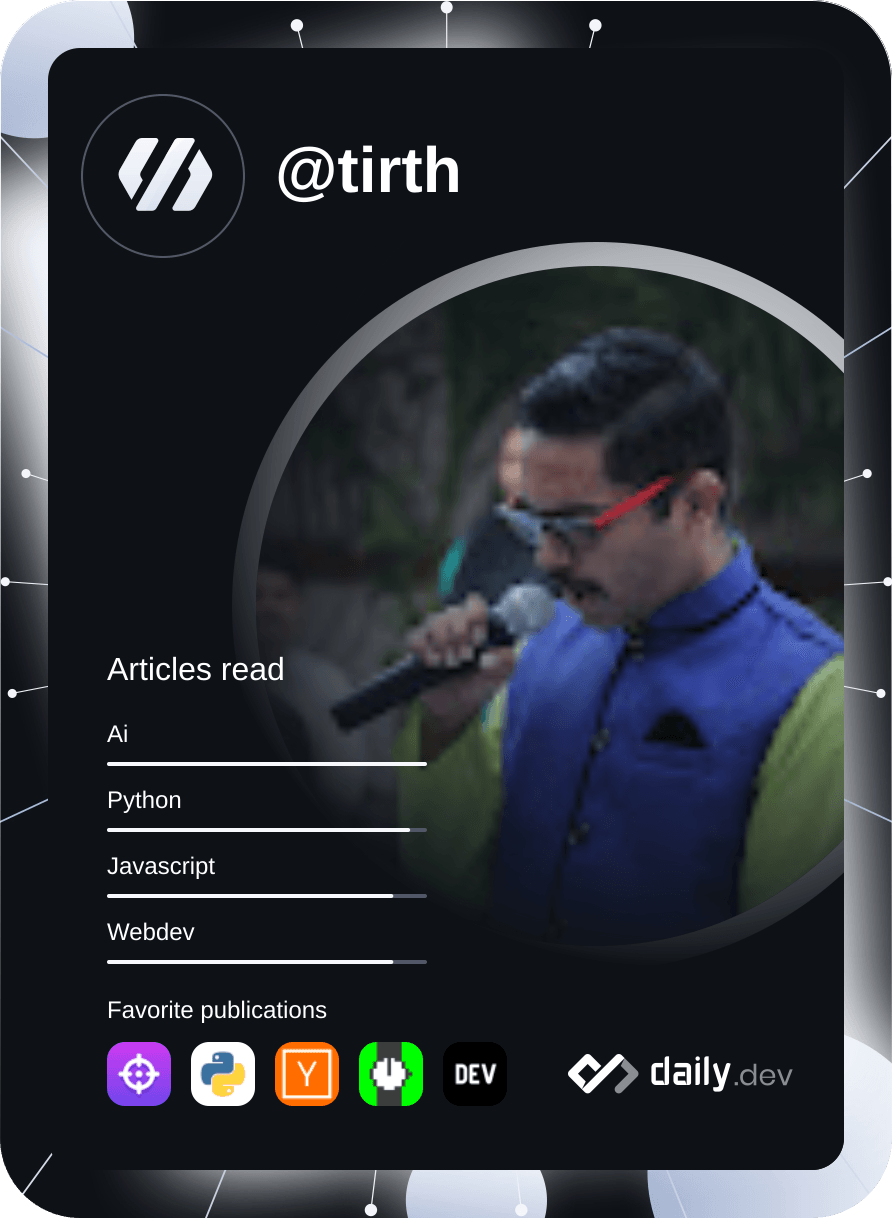 @tirth
Articles read
Ai
Python
Javascript
Webdev
Favorite publications
Y
DEV
daily.dev